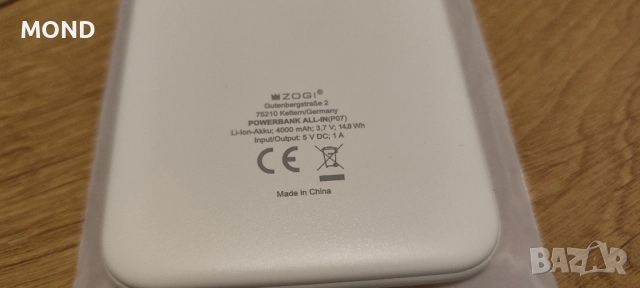 MOND
ZOGI®
Gutenbergstraße 2
75210 Keltern/Germany
POWERBANK ALL-IN(P07)
Li-Ion-Akku; 4000 mAh; 3,7 V; 14,8 Wh
Input/Output: 5 V DC; 1 A
CE
Made in China
BAZAR